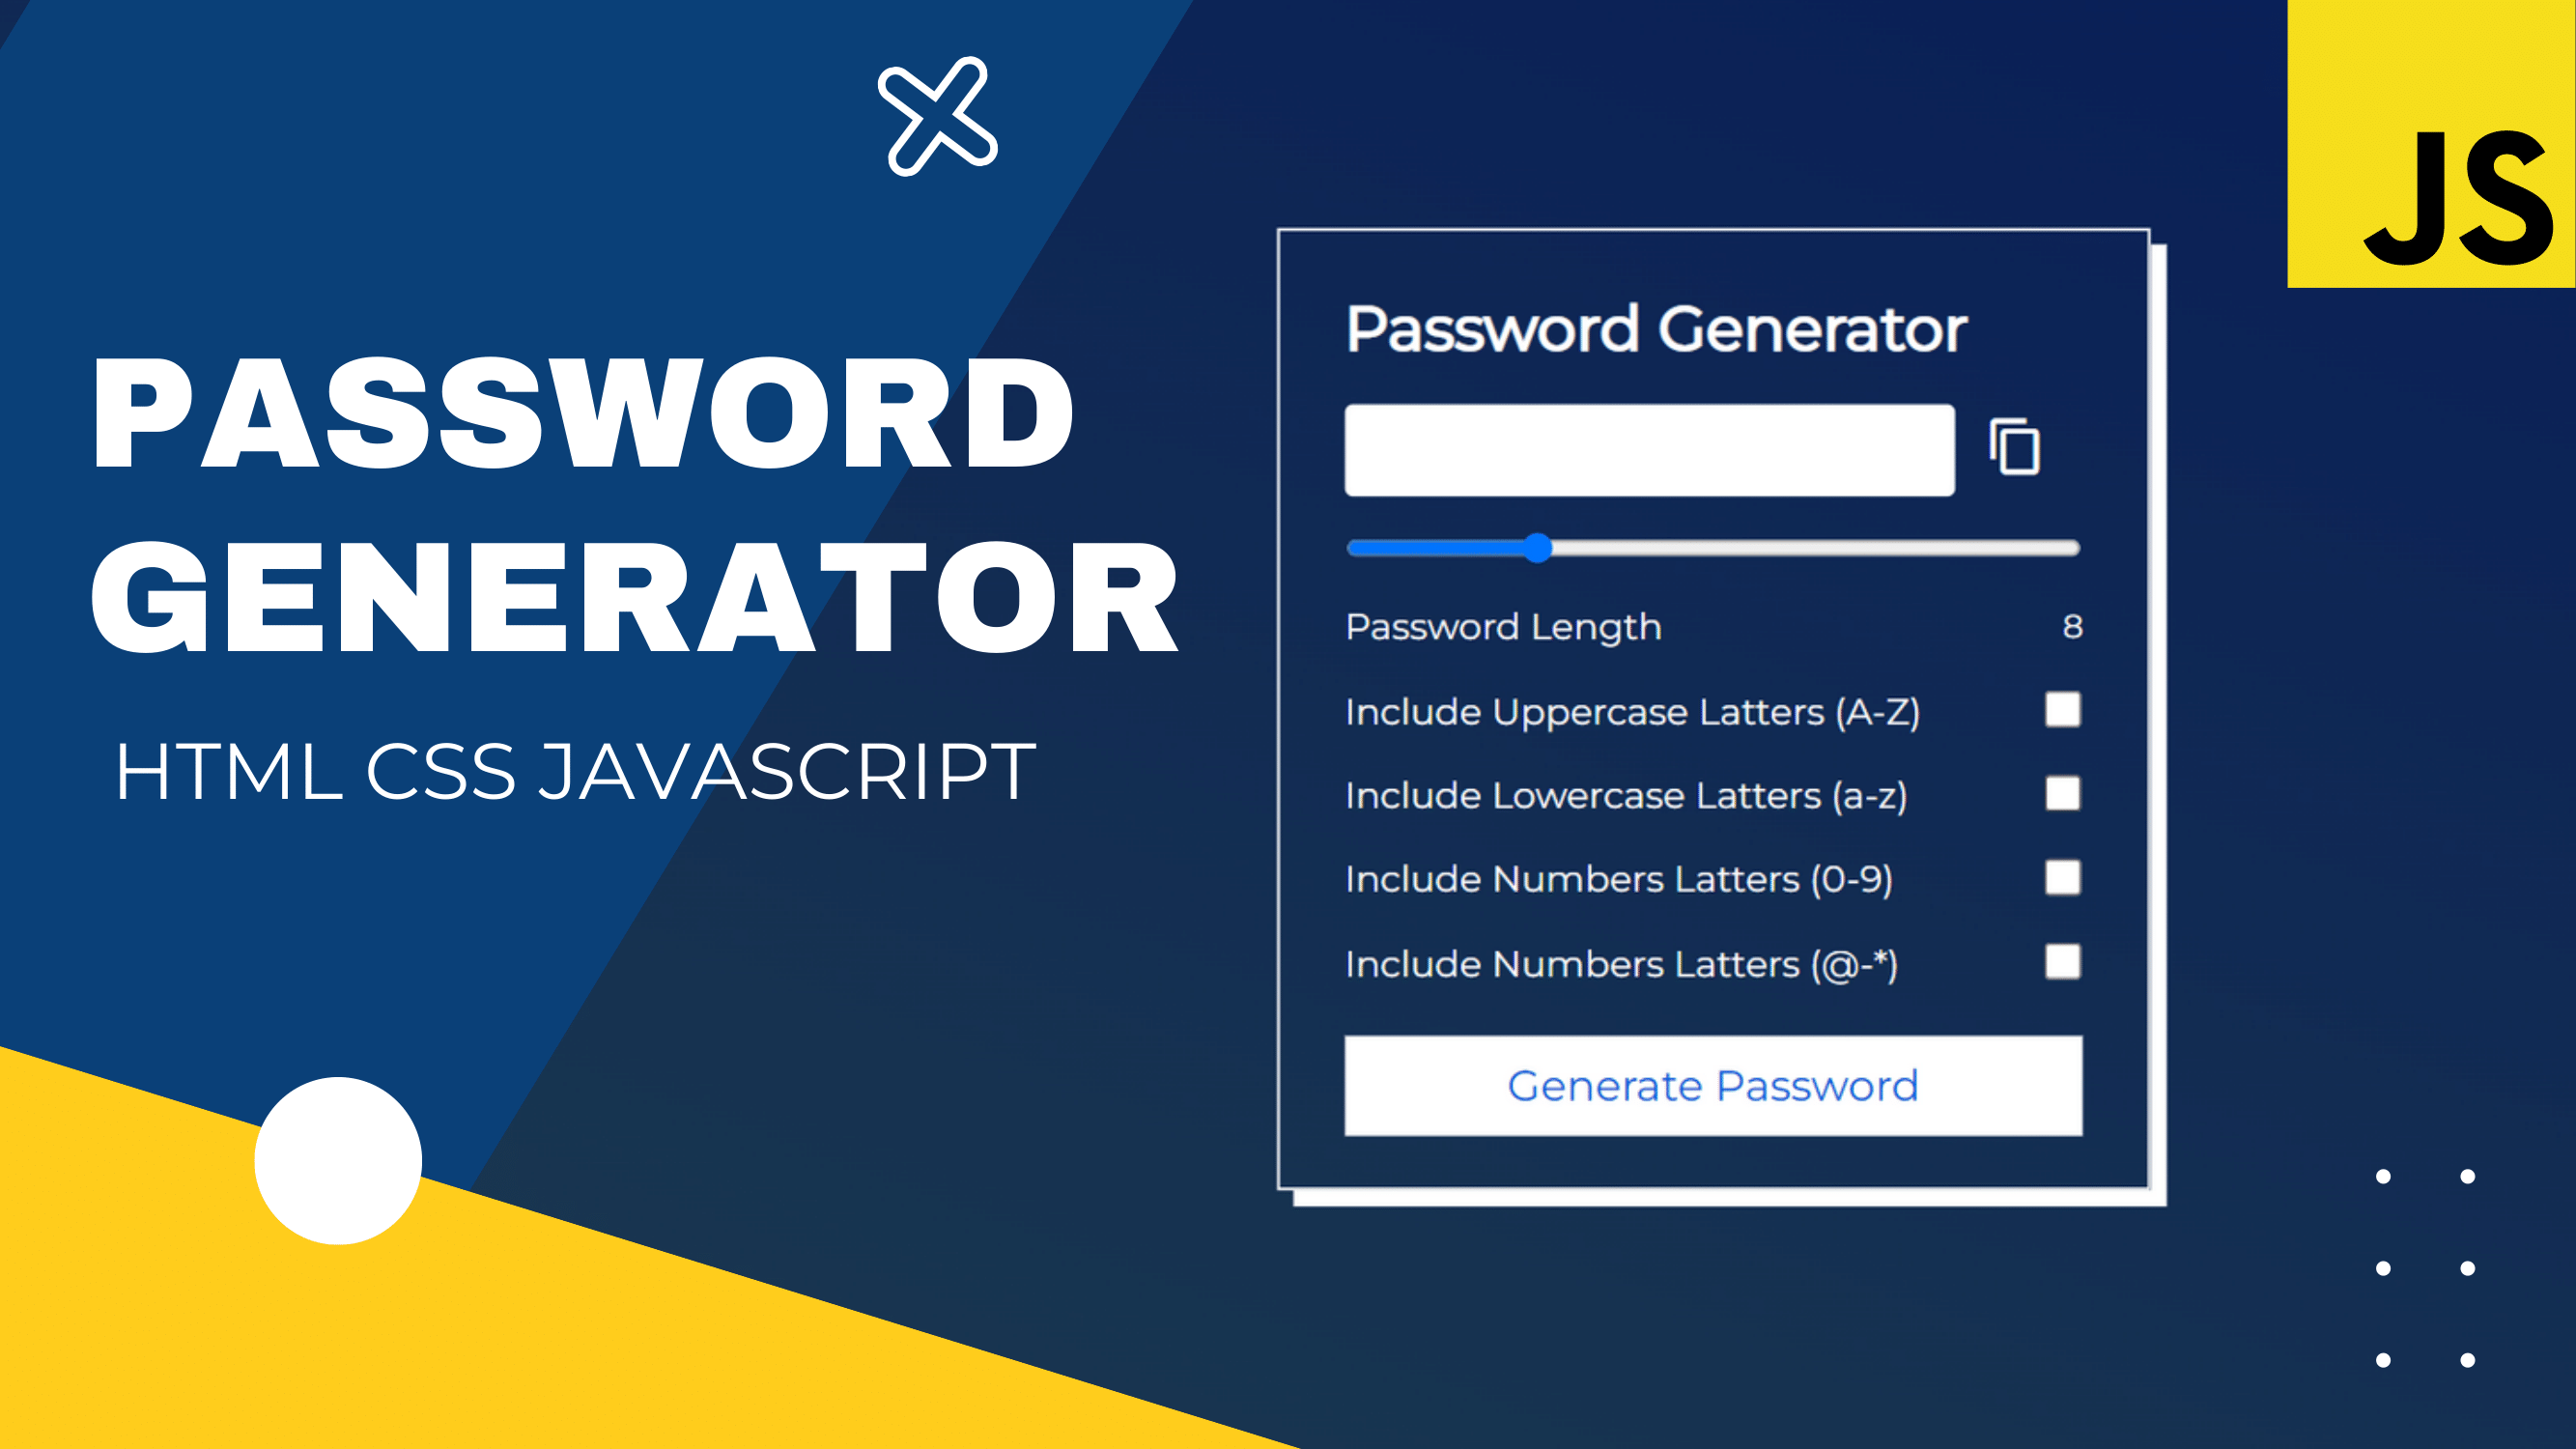 PASSWORD
GENERATOR
HTML CSS JAVASCRIPT
JS
Password Generator
Password Length 8
Include Uppercase Latters (A-Z)
Include Lowercase Latters (a-z)
Include Numbers Latters (0-9)
Include Numbers Latters (@-*)
Generate Password